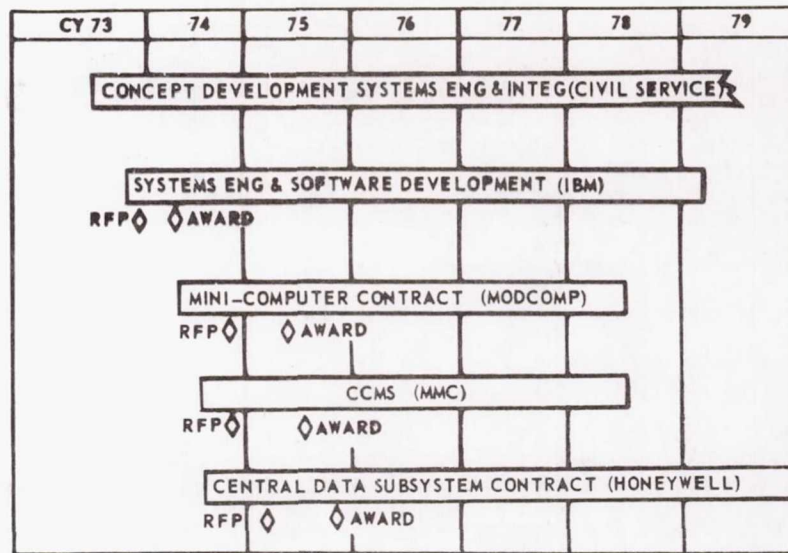 CY 73 74 75 76 77 78 79
CONCEPT DEVELOPMENT SYSTEMS ENG & INTEG (CIVIL SERVICE)
SYSTEMS ENG & SOFTWARE DEVELOPMENT (IBM)
RFP AWARD
MINI-COMPUTER CONTRACT (MODCOMP)
RFP AWARD
CCMS (MMC)
RFP AWARD
CENTRAL DATA SUBSYSTEM CONTRACT (HONEYWELL)
RFP AWARD